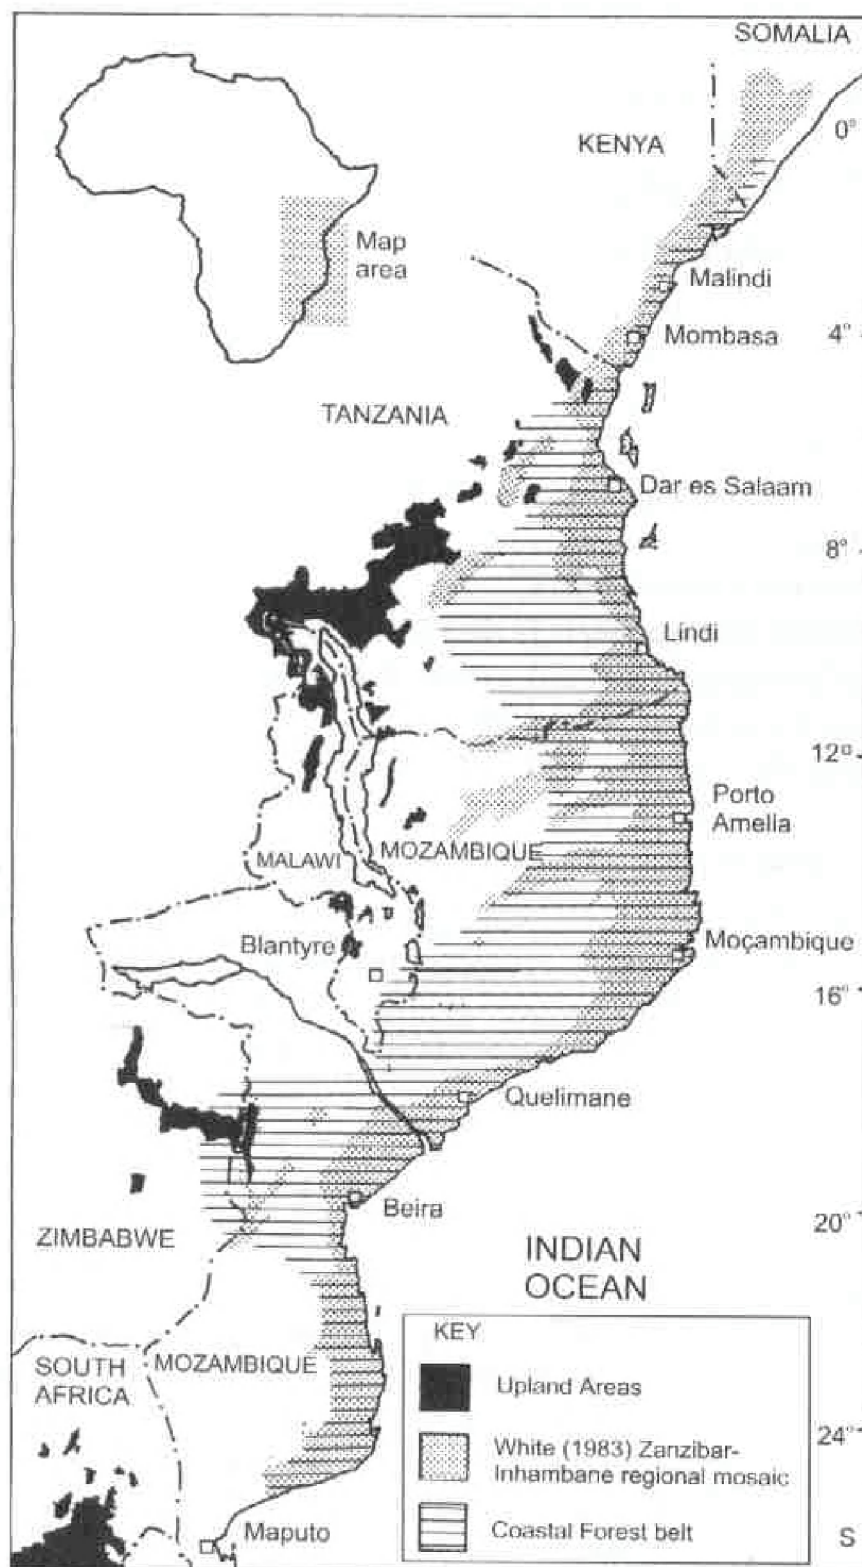 SOMALIA
0°
KENYA
Map
area
Malindi
Mombasa
4°
TANZANIA
Dar es Salaam
8°
Lindi
12°
Porto
Amelia
MALAWI
MOZAMBIQUE
Blantyre
Moçambique
16°
Quelimane
Beira
20°
ZIMBABWE
INDIAN
OCEAN
KEY
SOUTH
AFRICA
MOZAMBIQUE
Upland Areas
White (1983) Zanzibar-
Inhambane regional mosaic
24°
Coastal Forest belt
Maputo
S